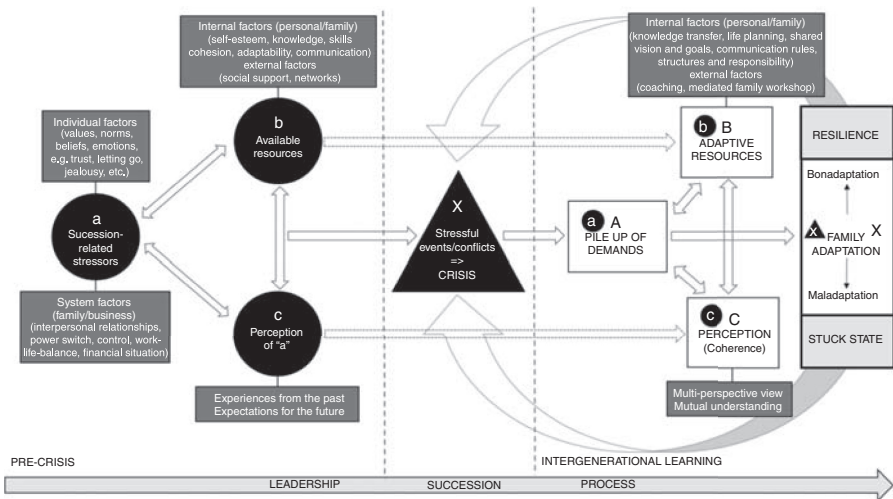 Internal factors (personal/family)
(self-esteem, knowledge, skills
cohesion, adaptability, communication)
external factors
(social support, networks)
Individual factors
(values, norms,
beliefs, emotions,
e.g. trust, letting go,
jealousy, etc.)
b
Available
resources
a
Sucession-
related
stressors
System factors
(family/business)
(interpersonal relationships,
power switch, control, work-
life-balance, financial situation)
c
Perception
of "a"
Experiences from the past
Expectations for the future
X
Stressful
events/conflicts
=>
CRISIS
Internal factors (personal/family)
(knowledge transfer, life planning, shared
vision and goals, communication rules,
structures and responsibility)
external factors
(coaching, mediated family workshop)
b B
ADAPTIVE
RESOURCES
a A
PILE UP OF
DEMANDS
c C
PERCEPTION
(Coherence)
Multi-perspective view
Mutual understanding
RESILIENCE
Bonadaptation
x FAMILY X
ADAPTATION
Maladaptation
STUCK STATE
PRE-CRISIS
INTERGENERATIONAL LEARNING
LEADERSHIP SUCCESSION PROCESS